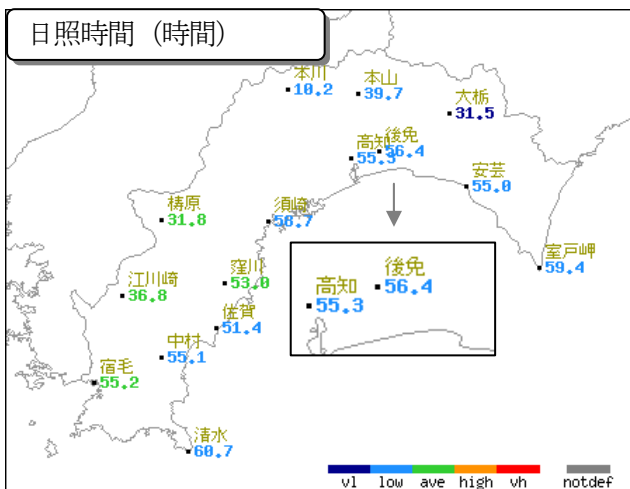 日照時間（時間）
本川
10.2
本山
39.7
大栃
31.5
高知
55.3
後免
56.4
安芸
55.0
梼原
31.8
須崎
58.7
室戸岬
59.4
江川崎
36.8
窪川
53.0
高知
55.3
後免
56.4
佐賀
51.4
中村
55.1
宿毛
55.2
清水
60.7
vl low ave high vh notdef